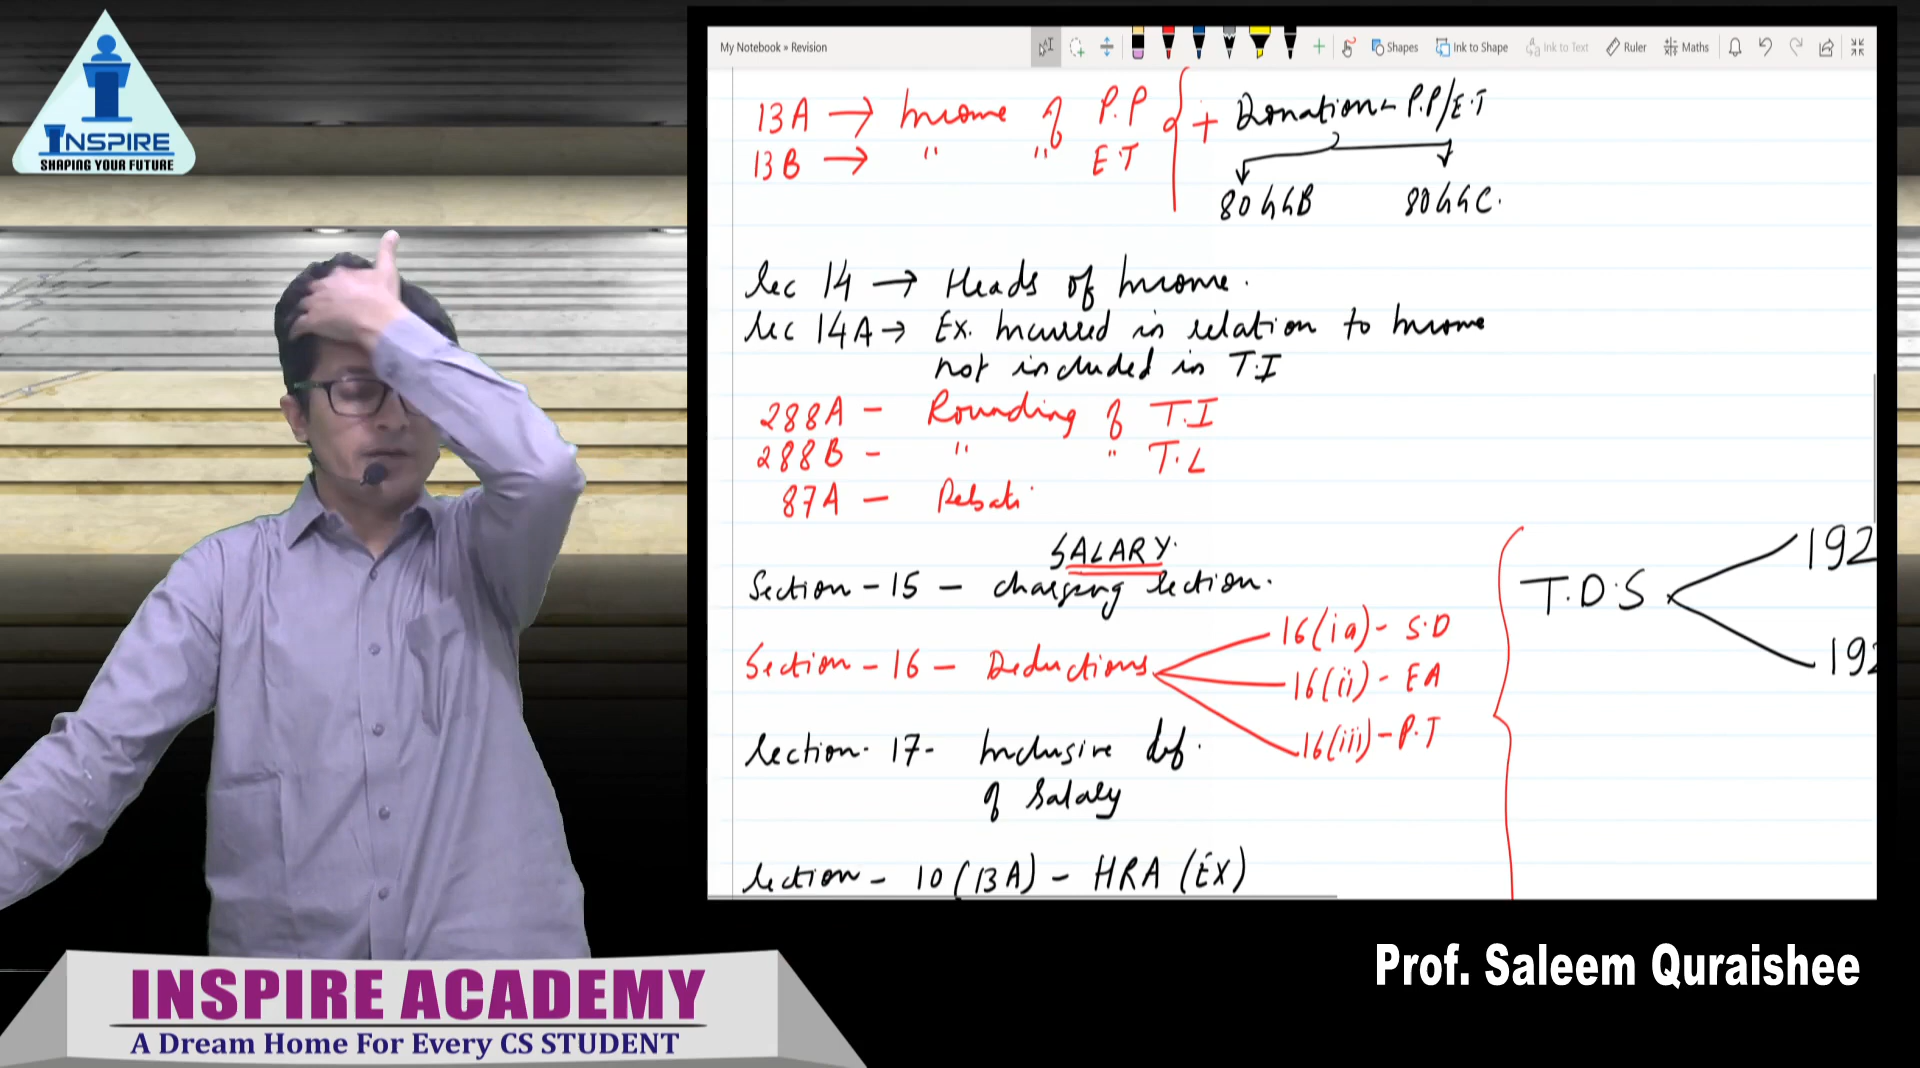 INSPIRE
SHAPING YOUR FUTURE
My Notebook » Revision
Shapes
Ink to Shape
Ink to Text
Ruler
Maths
13A → Income of P.P + Donation - P.P/E.T
13B → " " E.T
80GGB 80GGC.
Sec 14 → Heads of Income.
Sec 14A → Ex. Incurred in relation to Income
not included in T.I
288A - Rounding of T.I
288B - " " T.L
87A - Rebate
SALARY.
Section - 15 - charging Section.
Section - 16 - Deductions
16(ia) - S.D
16(ii) - EA
16(iii) - P.T
T.D.S
192
192
Section - 17 - Inclusive def.
of Salary
Section - 10(13A) - HRA (EX)
INSPIRE ACADEMY
A Dream Home For Every CS STUDENT
Prof. Saleem Quraishee